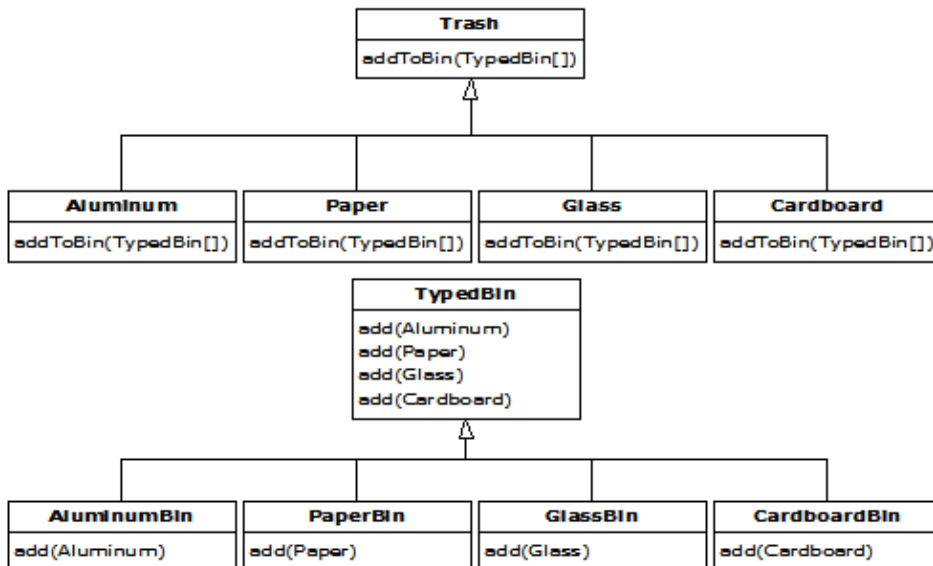 Trash
addToBin(TypedBin[])
Aluminum
Paper
Glass
Cardboard
addToBin(TypedBin[])
addToBin(TypedBin[])
addToBin(TypedBin[])
addToBin(TypedBin[])
TypedBin
add(Aluminum)
add(Paper)
add(Glass)
add(Cardboard)
AluminumBin
PaperBin
GlassBin
CardboardBin
add(Aluminum)
add(Paper)
add(Glass)
add(Cardboard)